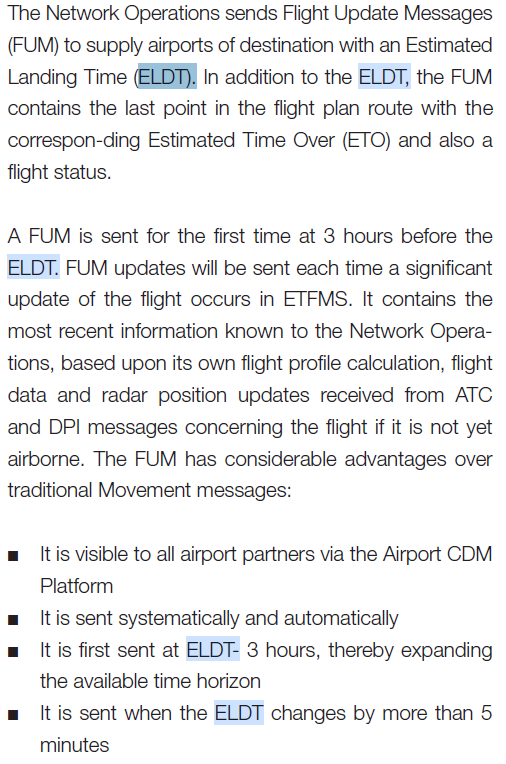 The Network Operations sends Flight Update Messages
(FUM) to supply airports of destination with an Estimated
Landing Time (ELDT). In addition to the ELDT, the FUM
contains the last point in the flight plan route with the
correspon-ding Estimated Time Over (ETO) and also a
flight status.
A FUM is sent for the first time at 3 hours before the
ELDT. FUM updates will be sent each time a significant
update of the flight occurs in ETFMS. It contains the
most recent information known to the Network Opera-
tions, based upon its own flight profile calculation, flight
data and radar position updates received from ATC
and DPI messages concerning the flight if it is not yet
airborne. The FUM has considerable advantages over
traditional Movement messages:
■ It is visible to all airport partners via the Airport CDM
Platform
■ It is sent systematically and automatically
■ It is first sent at ELDT- 3 hours, thereby expanding
the available time horizon
■ It is sent when the ELDT changes by more than 5
minutes